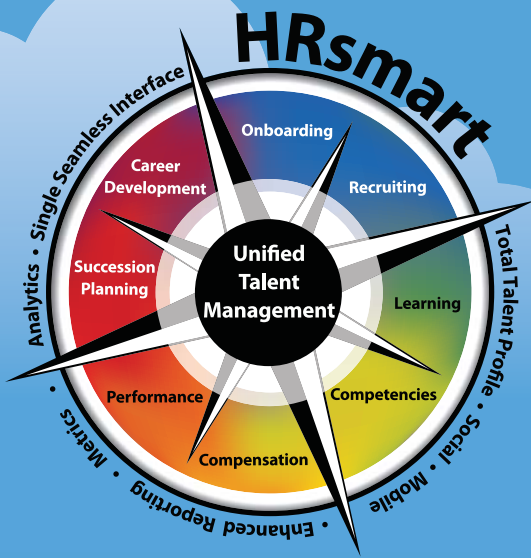 HRsmart
Single Seamless Interface • Analytics •
Total Talent Profile • Social • Mobile
• Metrics • Enhanced Reporting •
Onboarding
Recruiting
Learning
Competencies
Compensation
Performance
Succession
Planning
Career
Development
Unified
Talent
Management